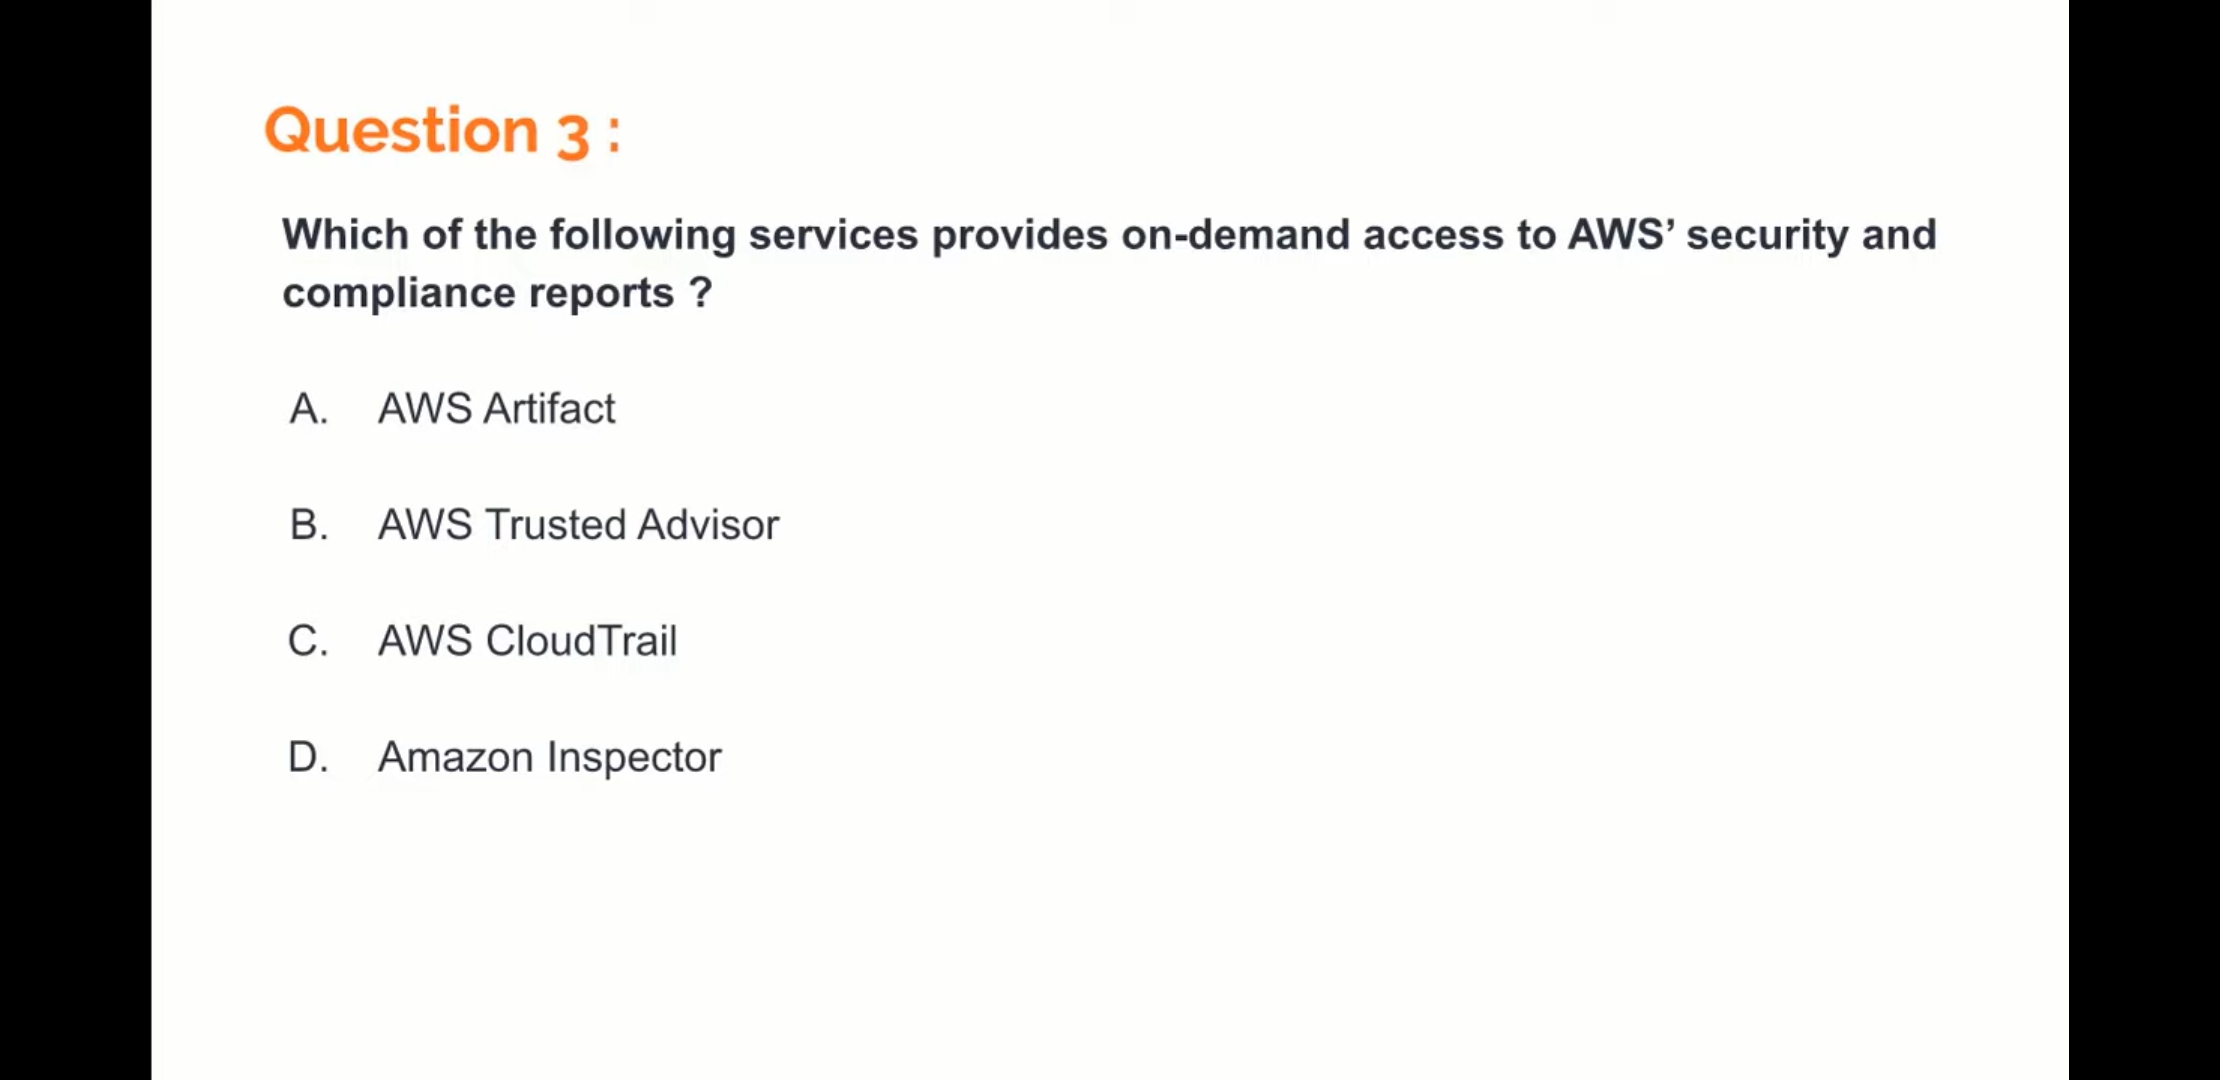 Question 3 :
Which of the following services provides on-demand access to AWS’ security and
compliance reports ?
A. AWS Artifact
B. AWS Trusted Advisor
C. AWS CloudTrail
D. Amazon Inspector